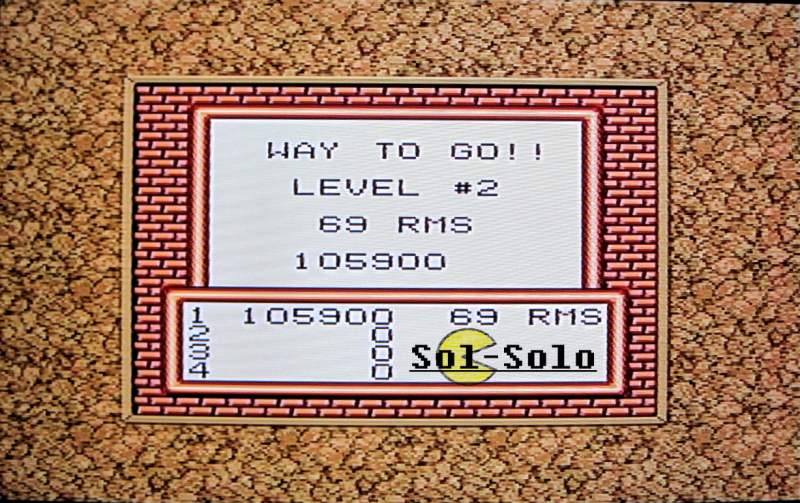 WAY TO GO!!
LEVEL #2
69 RMS
105900
1 105900 69 RMS
2 0
3 0
4 0
Sol-Solo